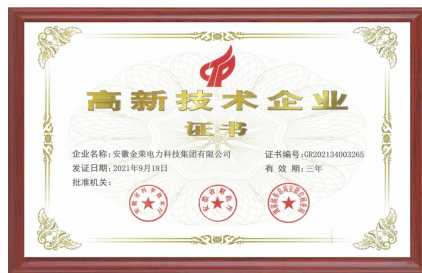 高新技术企业
证书
企业名称：安徽金荣电力科技集团有限公司
证书编号：GR202134003265
发证日期：2021年9月18日
有效期：三年
批准机关：